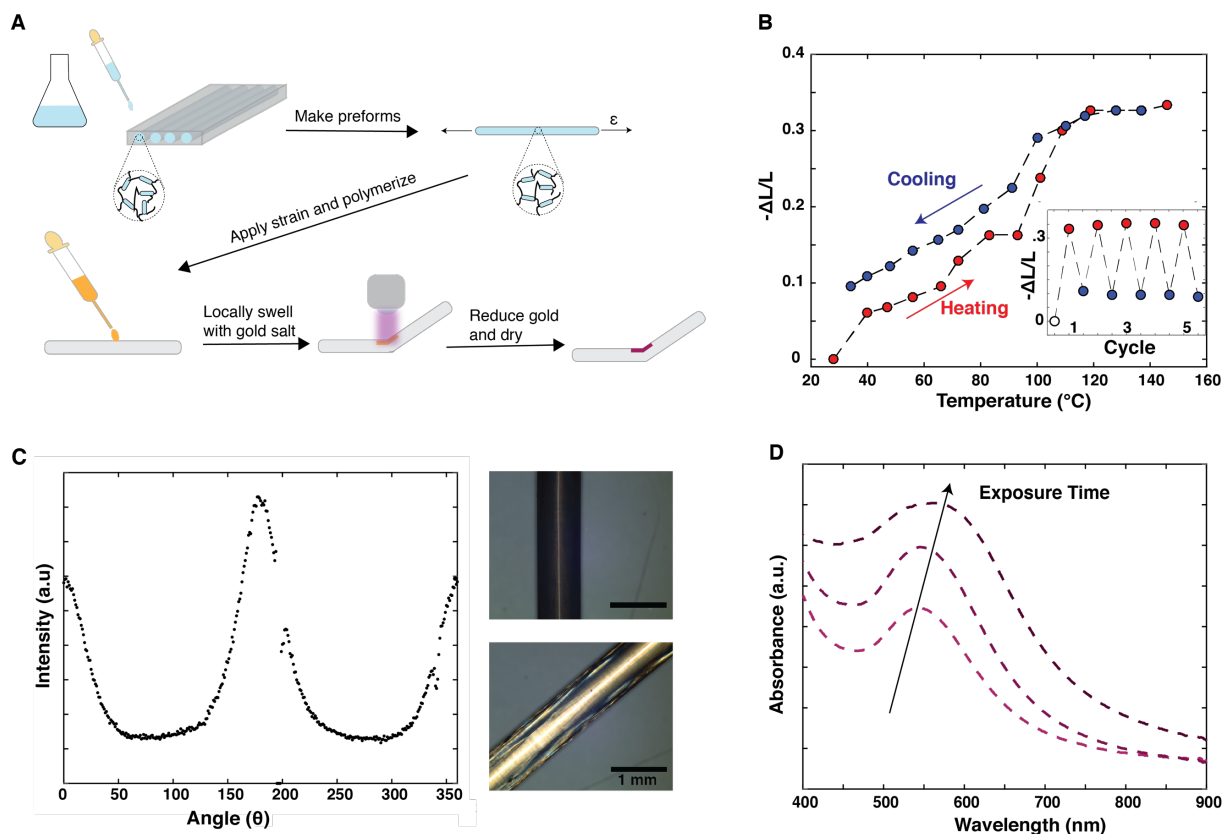 A
Make preforms
ε
Apply strain and polymerize
Locally swell
with gold salt
Reduce gold
and dry
B
-ΔL/L
0.4
0.3
0.2
0.1
0
Cooling
Heating
20 40 60 80 100 120 140 160
Temperature (°C)
-ΔL/L
.3
0
1 3 5
Cycle
C
Intensity (a.u)
0 50 100 150 200 250 300 350
Angle (θ)
1 mm
D
Exposure Time
Absorbance (a.u.)
400 500 600 700 800 900
Wavelength (nm)